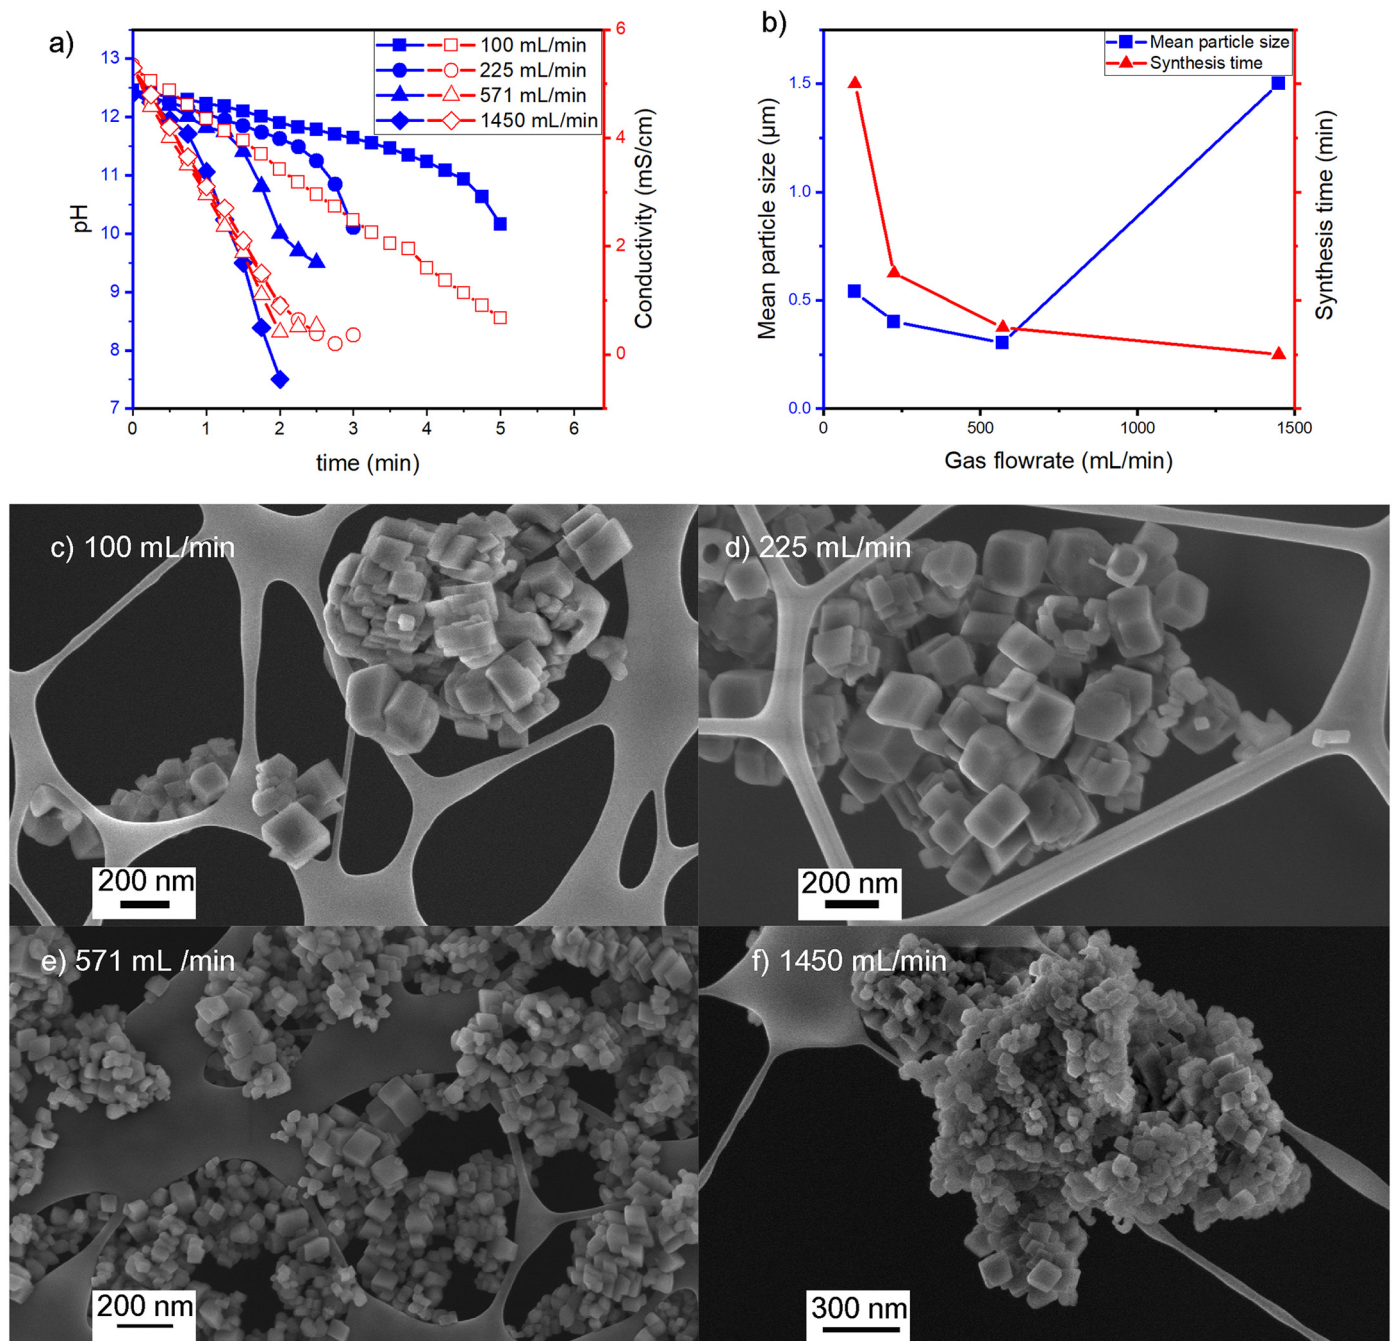 a)
13
12
11
10
9
8
7
pH
0
1
2
3
4
5
6
time (min)
6
4
2
0
Conductivity (mS/cm)
100 mL/min
225 mL/min
571 mL/min
1450 mL/min
b)
1.5
1.0
0.5
0.0
Mean particle size (μm)
0
500
1000
1500
Gas flowrate (mL/min)
Synthesis time (min)
Mean particle size
Synthesis time
c) 100 mL/min
200 nm
d) 225 mL/min
200 nm
e) 571 mL /min
200 nm
f) 1450 mL/min
300 nm